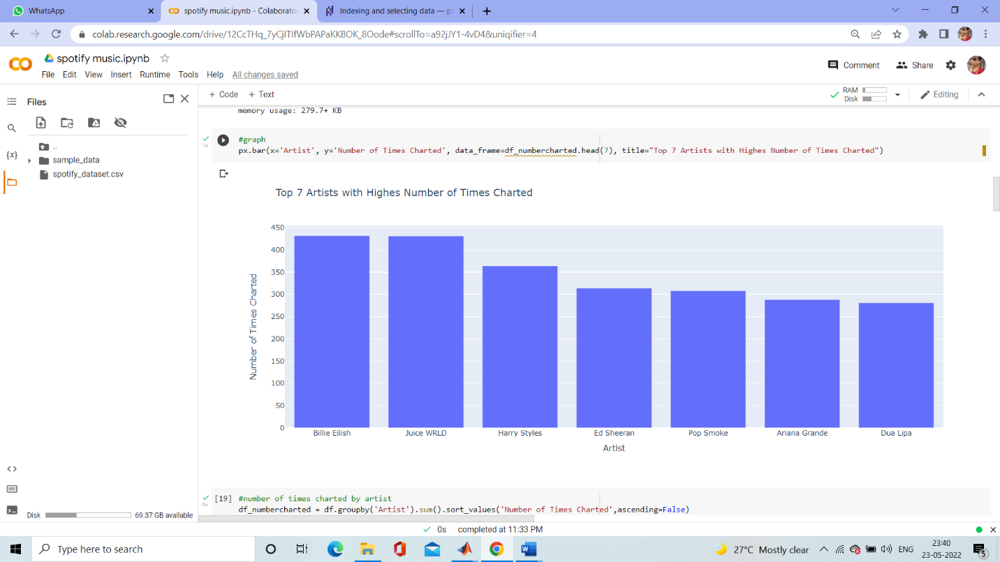 WhatsApp
spotify music.ipynb - Colaborator
Indexing and selecting data — pa
colab.research.google.com/drive/12CcTHq_7yCjITIfWbPAPaKKBOK_8Oode#scrollTo=a92jJY1-4vD4&uniqifier=4
CO
spotify music.ipynb
File Edit View Insert Runtime Tools Help All changes saved
Comment
Share
Files
+ Code + Text
RAM
Disk
Editing
memory usage: 279.7+ KB
..
sample_data
spotify_dataset.csv
{x}
1s
#graph
px.bar(x='Artist', y='Number of Times Charted', data_frame=df_numbercharted.head(7), title="Top 7 Artists with Highes Number of Times Charted")
Top 7 Artists with Highes Number of Times Charted
450
400
350
300
250
200
150
100
50
0
Number of Times Charted
Billie Eilish Juice WRLD Harry Styles Ed Sheeran Pop Smoke Ariana Grande Dua Lipa
Artist
0s
[19] #number of times charted by artist
df_numbercharted = df.groupby('Artist').sum().sort_values('Number of Times Charted',ascending=False)
Disk 69.37 GB available
0s completed at 11:33 PM
Type here to search
27°C Mostly clear
ENG
23:40
23-05-2022
5